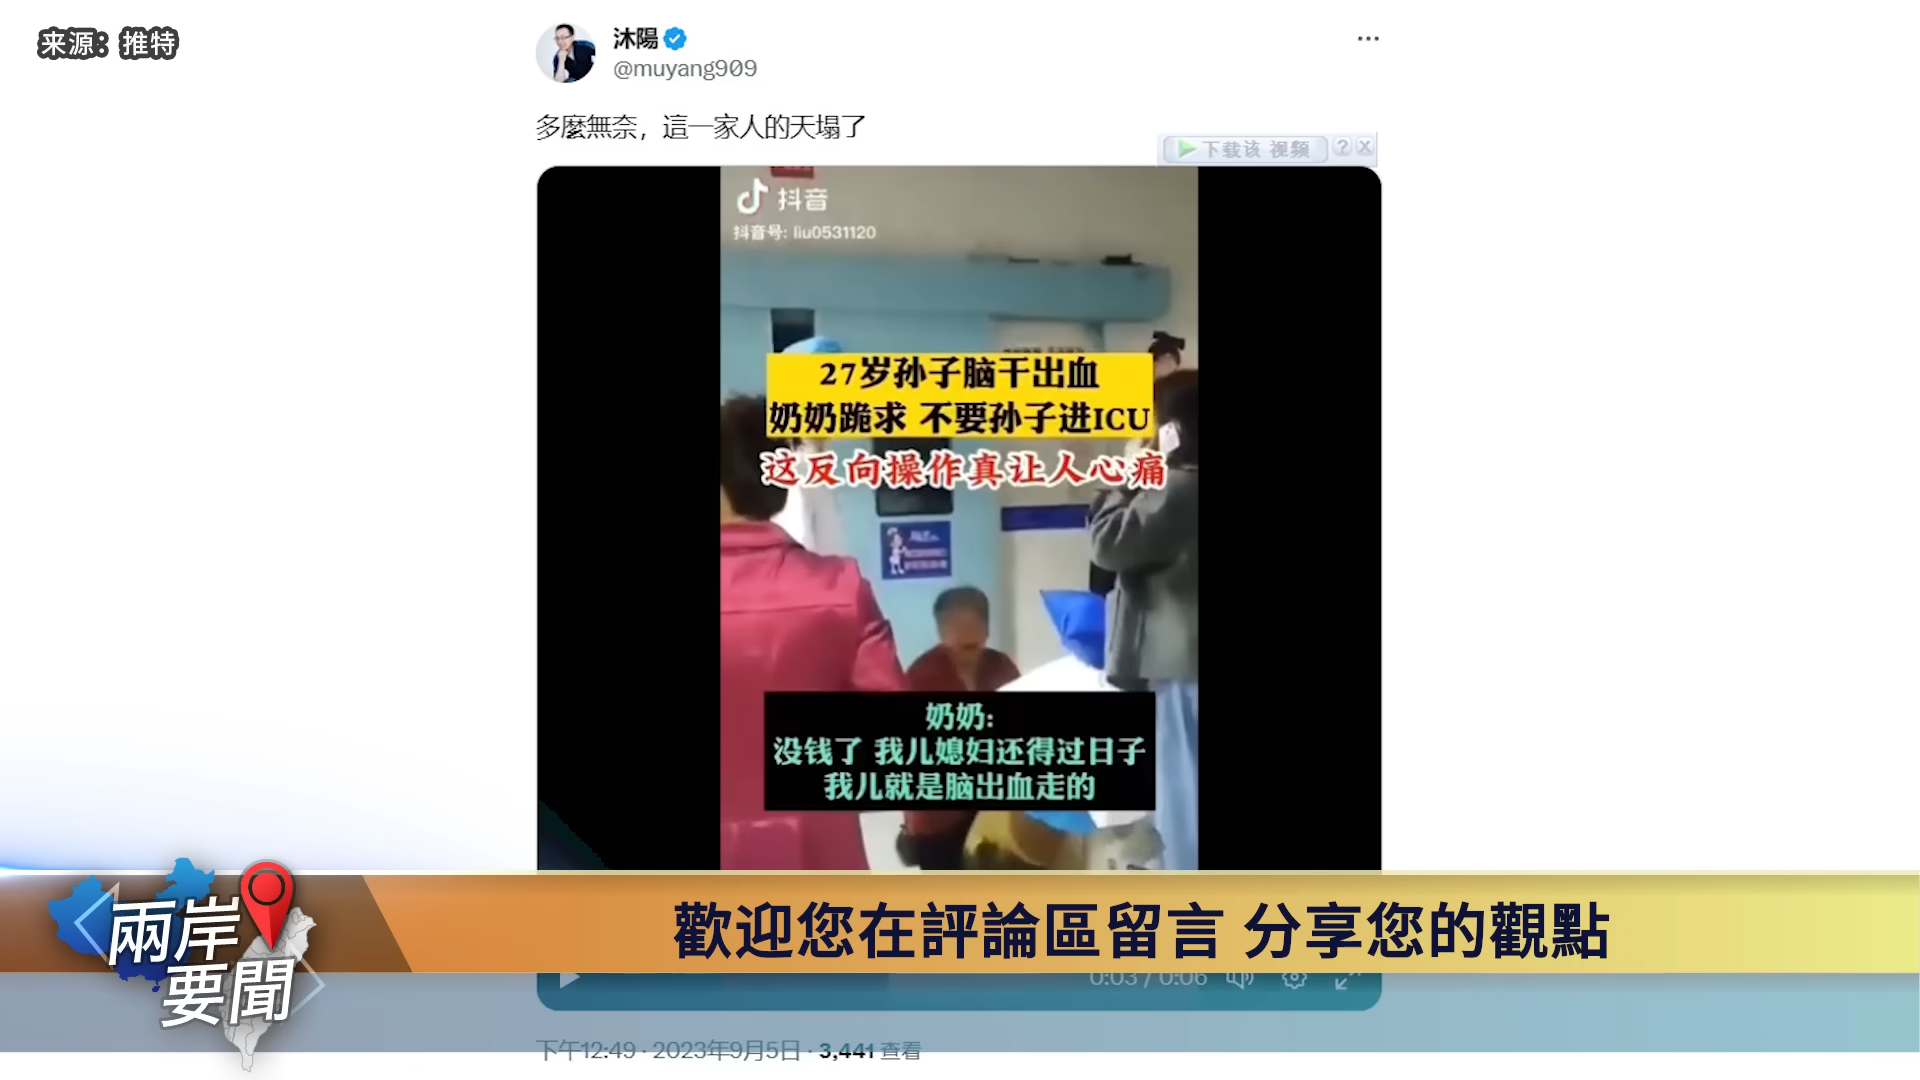 来源：推特
沐陽
@muyang909
多麼無奈，這一家人的天塌了
下载该 视频 ? X
抖音
抖音号: liu0531120
27岁孙子脑干出血
奶奶跪求 不要孙子进ICU
这反向操作真让人心痛
奶奶:
没钱了 我儿媳妇还得过日子
我儿就是脑出血走的
兩岸
要聞
歡迎您在評論區留言 分享您的觀點
0:03 / 0:06
下午12:49 · 2023年9月5日 · 3,441 查看